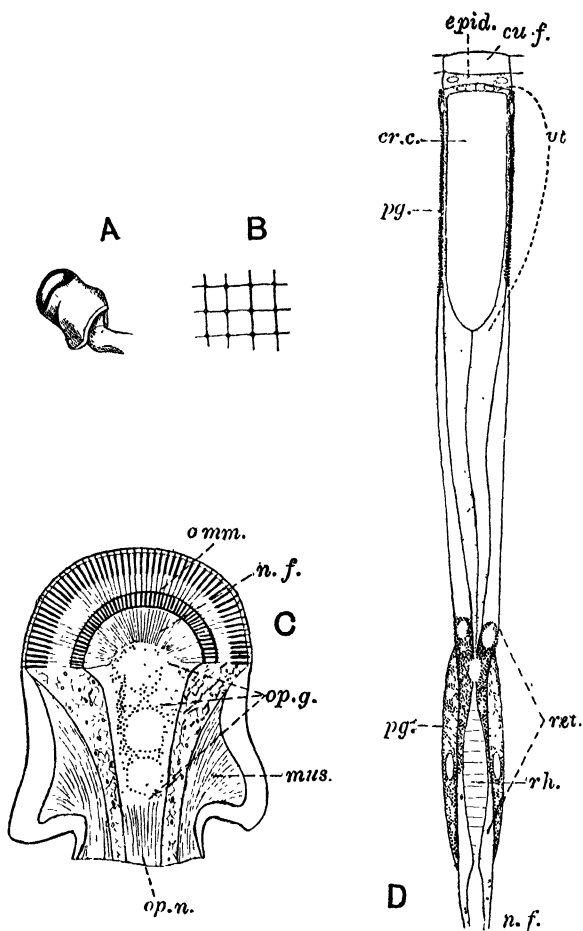 epid.
cu.f.
cr.c.
vt
pg.
A
B
omm.
n.f.
C
op.g.
mus.
op.n.
pg.
ret.
rh.
D
n.f.